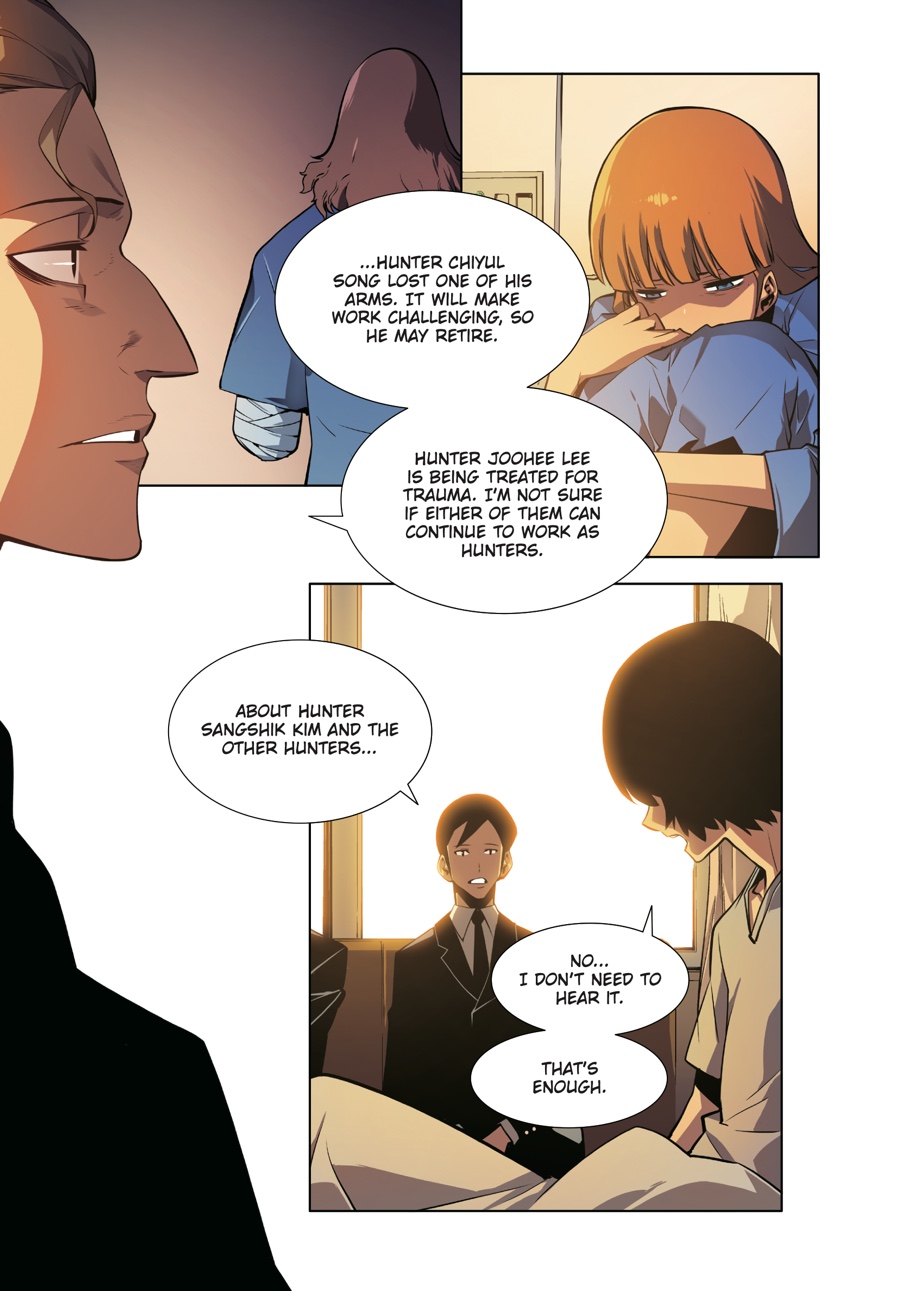 ...HUNTER CHIYUL
SONG LOST ONE OF HIS
ARMS. IT WILL MAKE
WORK CHALLENGING, SO
HE MAY RETIRE.
HUNTER JOOHEE LEE
IS BEING TREATED FOR
TRAUMA. I'M NOT SURE
IF EITHER OF THEM CAN
CONTINUE TO WORK AS
HUNTERS.
ABOUT HUNTER
SANGSHIK KIM AND THE
OTHER HUNTERS...
NO...
I DON'T NEED TO
HEAR IT.
THAT'S
ENOUGH.